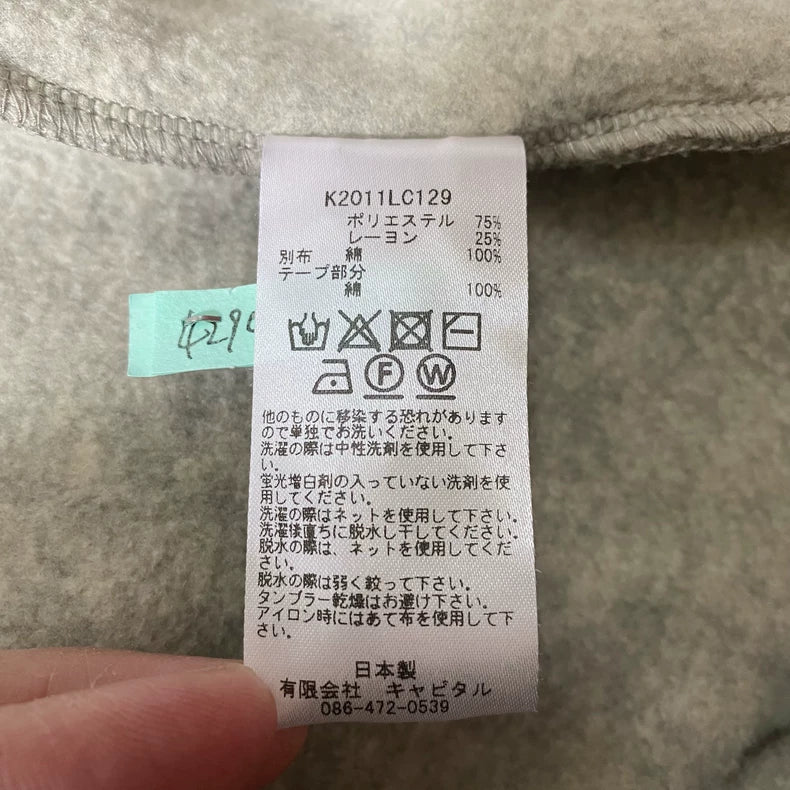 K2011LC129
ポリエステル 75%
レーヨン 25%
別布 綿 100%
テープ部分
綿 100%
F W
他のものに移染する恐れがあります
ので単独でお洗いください。
洗濯の際は中性洗剤を使用して下さ
い。
蛍光増白剤の入っていない洗剤を使
用してください。
洗濯の際はネットを使用して下さい。
洗濯後直ちに脱水し干してください。
脱水の際は、ネットを使用してくだ
さい。
脱水の際は弱く絞って下さい。
タンブラー乾燥はお避け下さい。
アイロン時にはあて布を使用して下
さい。
日本製
有限会社 キャピタル
086-472-0539